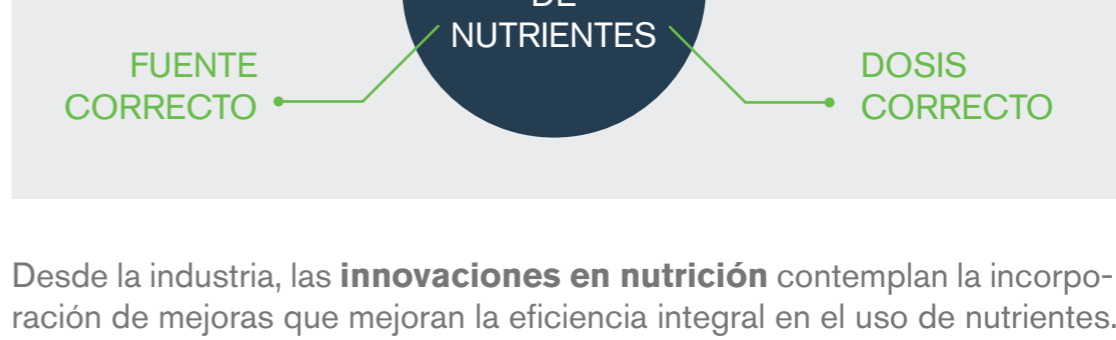 DE
NUTRIENTES
FUENTE
CORRECTO
DOSIS
CORRECTO
Desde la industria, las innovaciones en nutrición contemplan la incorpo-
ración de mejoras que mejoran la eficiencia integral en el uso de nutrientes.